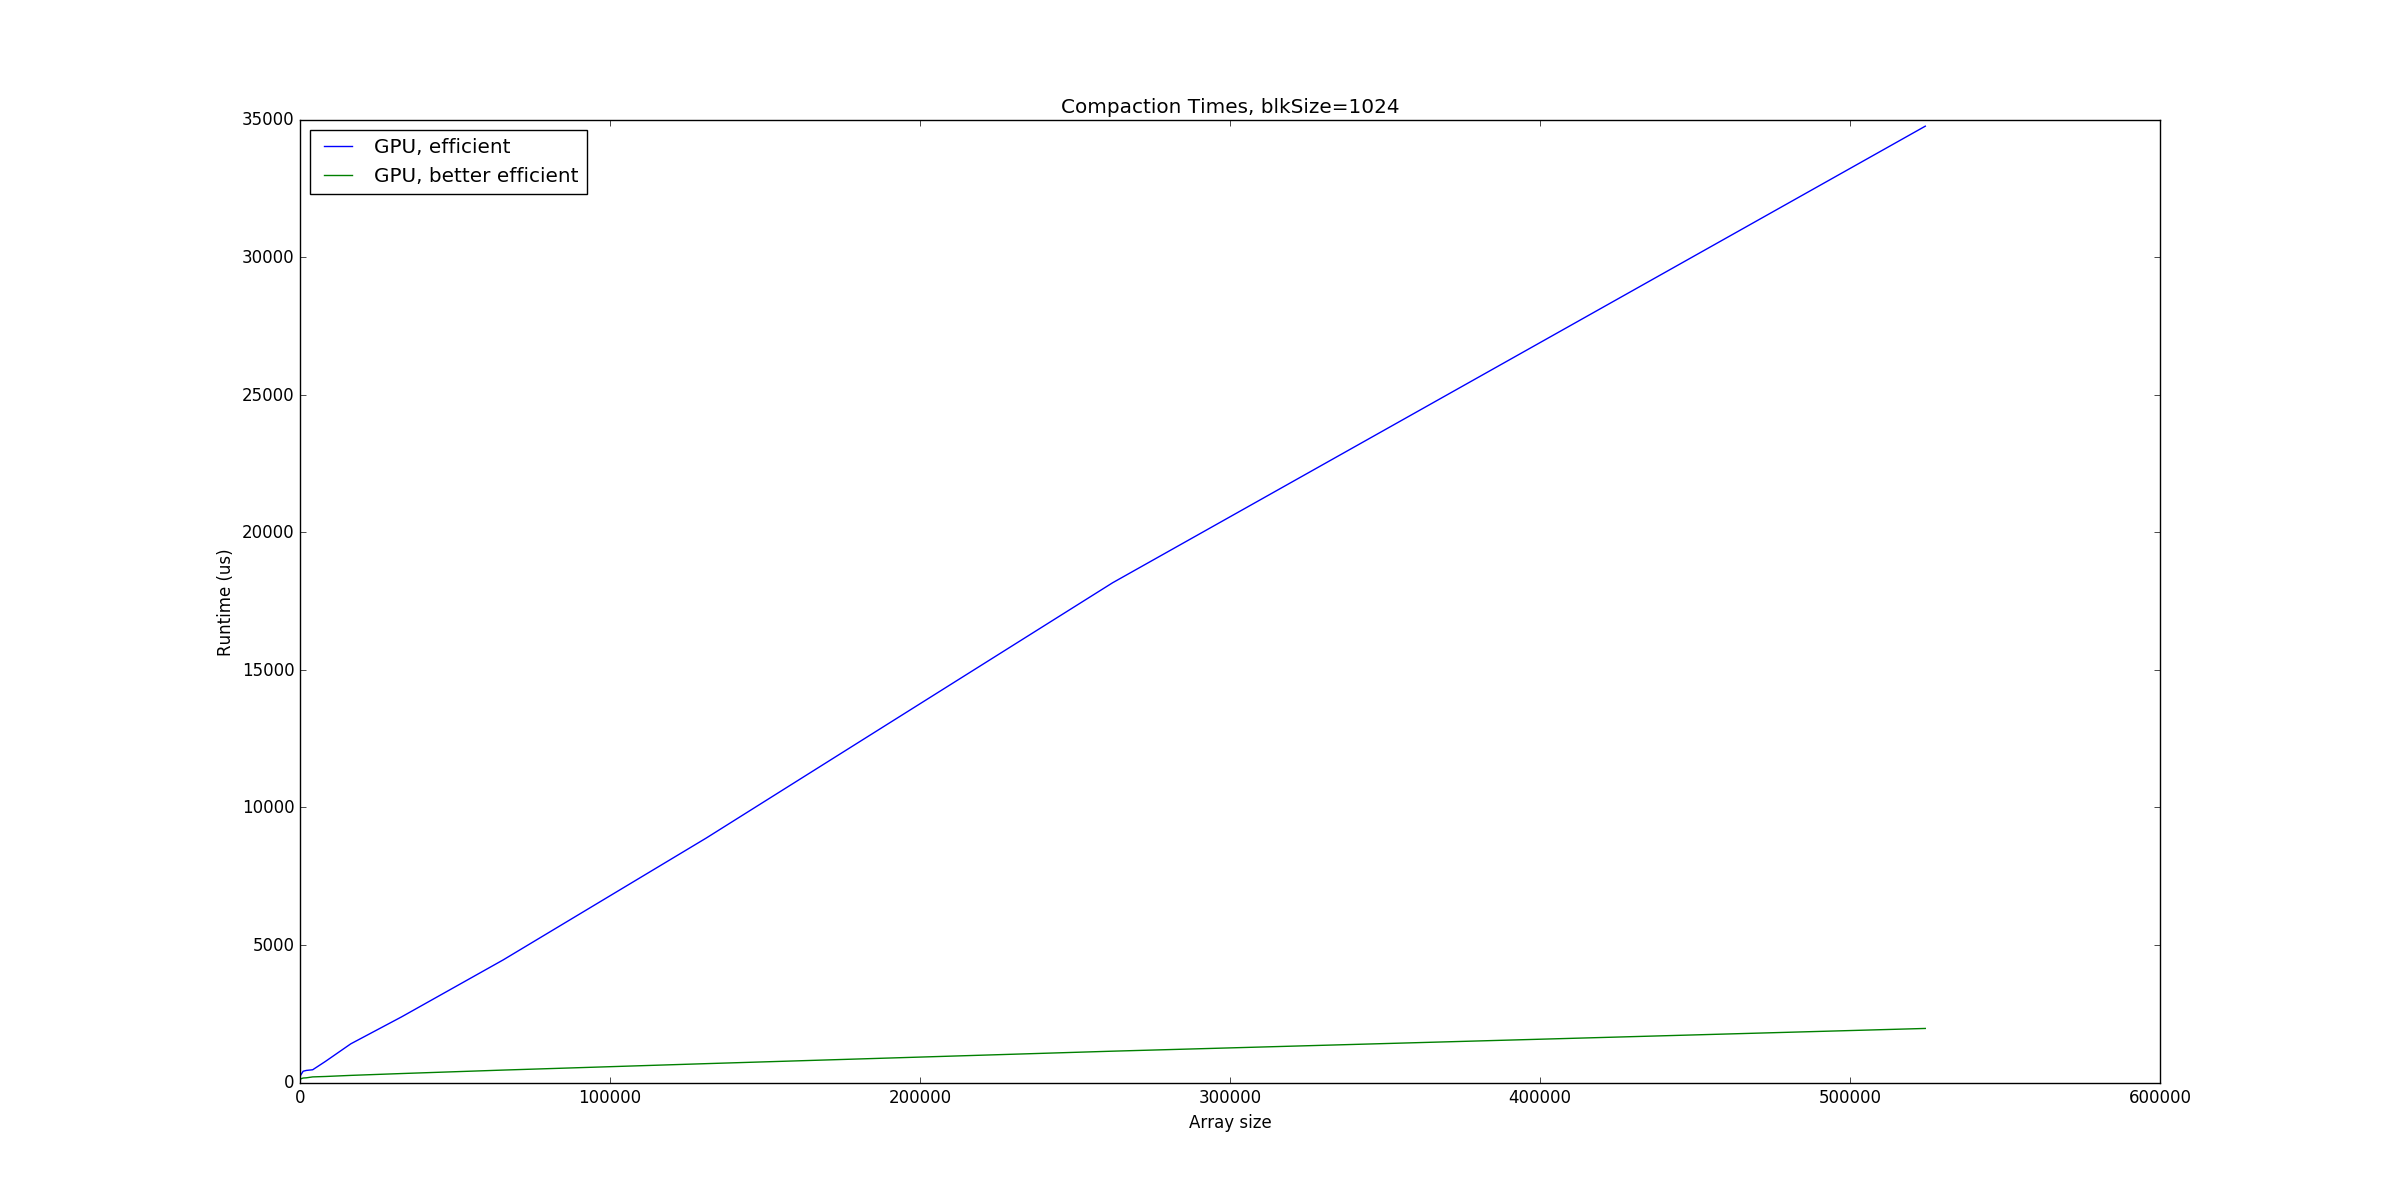 Compaction Times, blkSize=1024
35000
GPU, efficient
GPU, better efficient
30000
25000
20000
Runtime (us)
15000
10000
5000
0
0 100000 200000 300000 400000 500000 600000
Array size